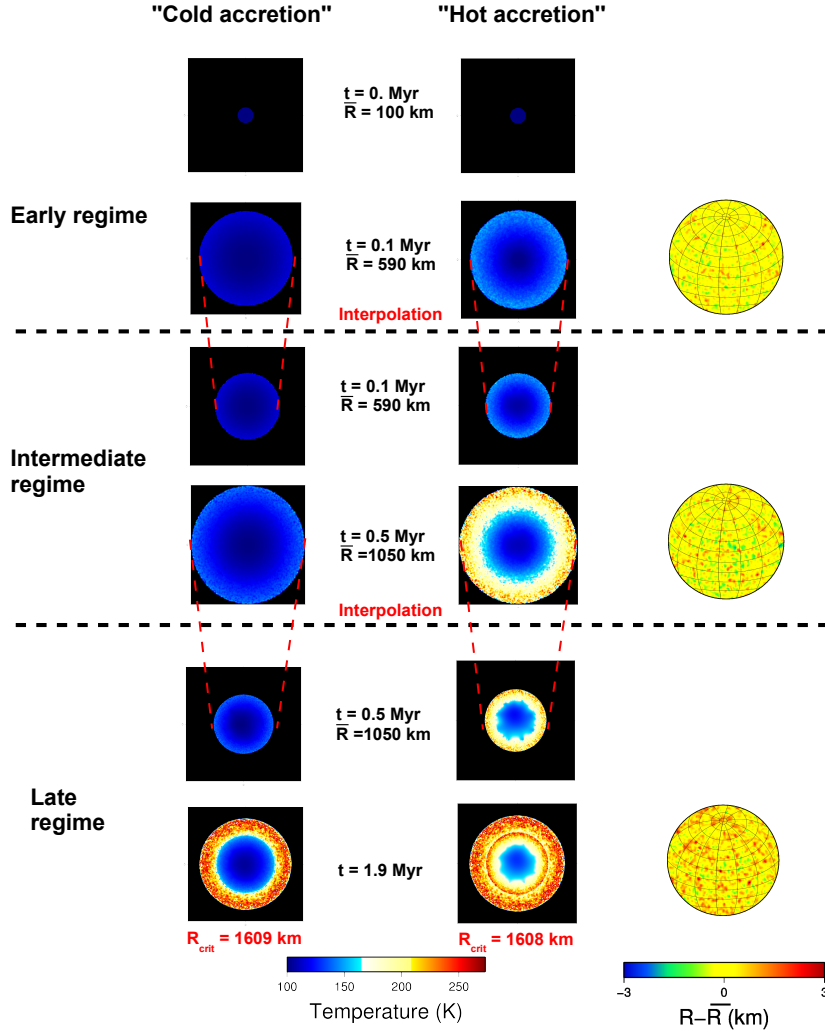 "Cold accretion" "Hot accretion"
t = 0. Myr
R̅ = 100 km
Early regime
t = 0.1 Myr
R̅ = 590 km
Interpolation
t = 0.1 Myr
R̅ = 590 km
Intermediate
regime
t = 0.5 Myr
R̅ =1050 km
Interpolation
t = 0.5 Myr
R̅ =1050 km
Late
regime
t = 1.9 Myr
R_crit = 1609 km R_crit = 1608 km
100 150 200 250
Temperature (K)
−3 0 3
R−R̅ (km)